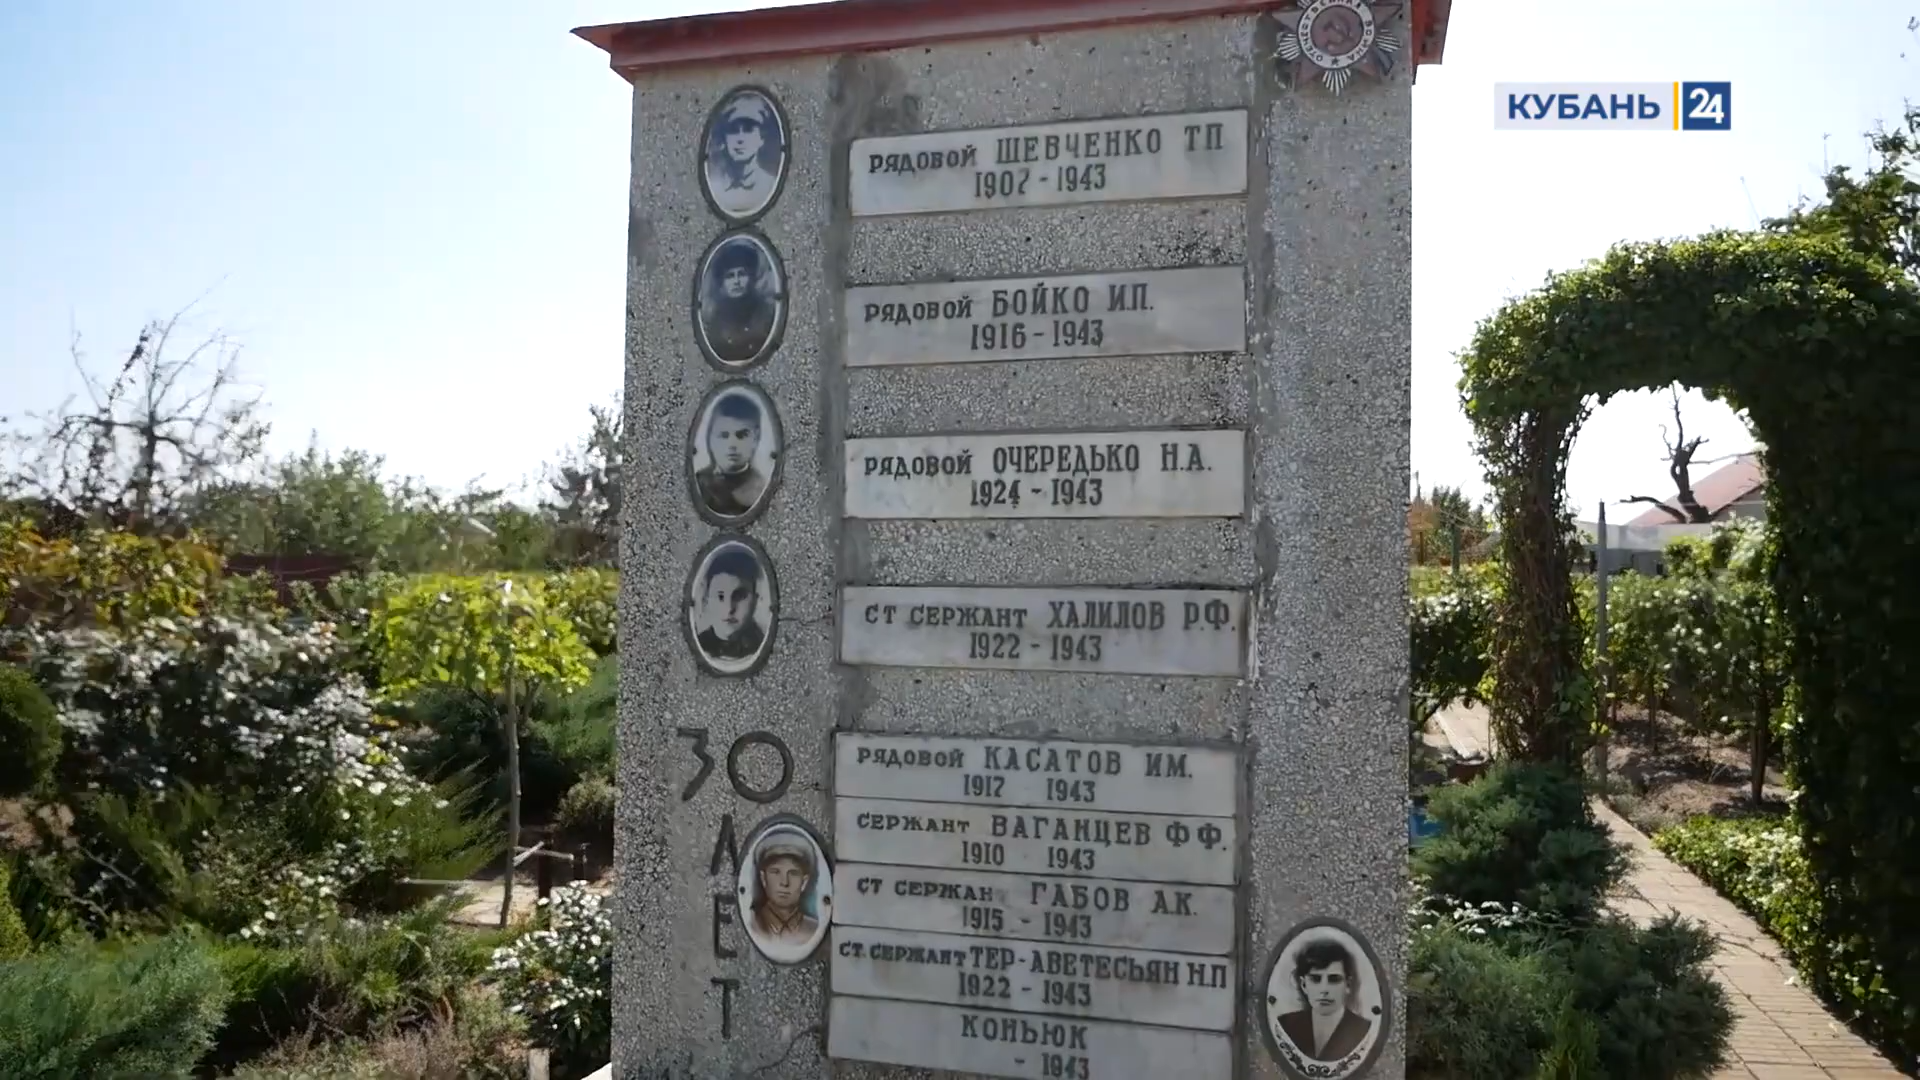 ОТЕЧЕСТВЕННАЯ ВОЙНА
КУБАНЬ 24
РЯДОВОЙ ШЕВЧЕНКО ТП
1907 - 1943
РЯДОВОЙ БОЙКО И.П.
1916 - 1943
РЯДОВОЙ ОЧЕРЕДЬКО Н.А.
1924 - 1943
СТ СЕРЖАНТ ХАЛИЛОВ Р.Ф.
1922 - 1943
РЯДОВОЙ КАСАТОВ ИМ.
1917 1943
СЕРЖАНТ ВАГАНЦЕВ ФФ.
1910 1943
СТ СЕРЖАН ГАБОВ А.К.
1915 - 1943
СТ. СЕРЖАНТ ТЕР-АВЕТЕСЬЯН Н.П
1922 - 1943
КОНЬЮК
- 1943
30
ЛЕТ